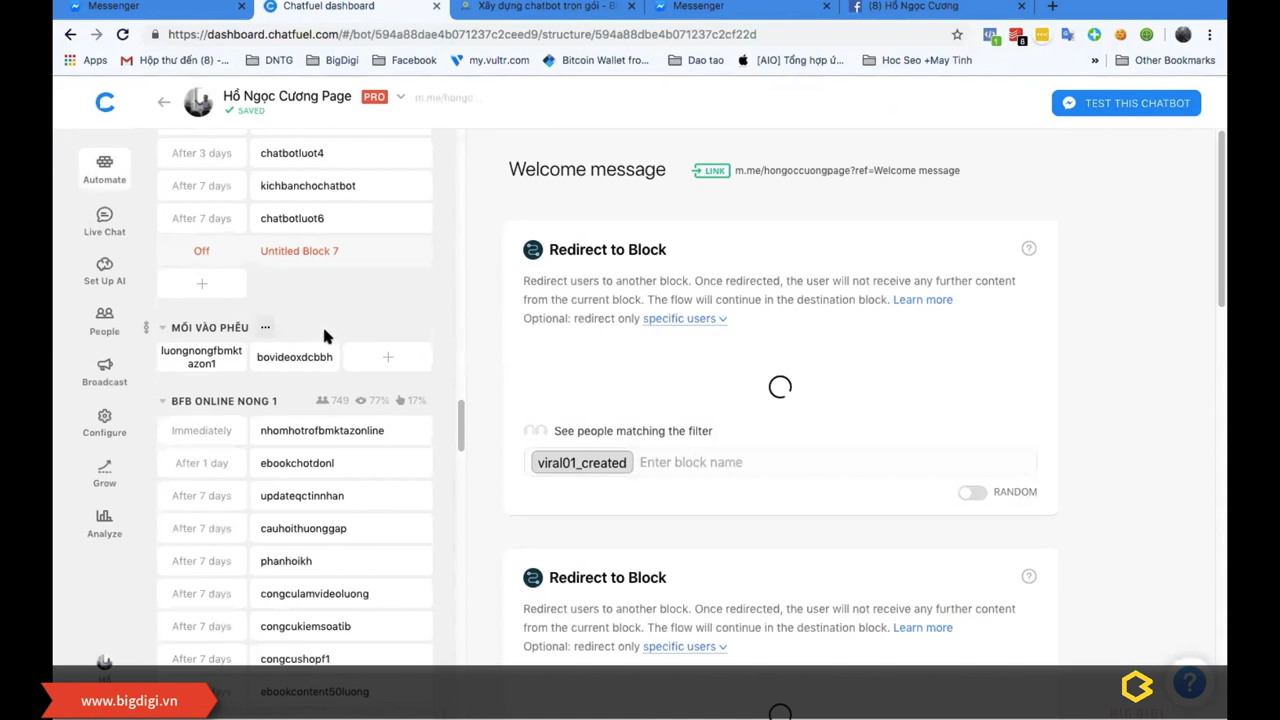 Messenger
Chatfuel dashboard
Xây dựng chatbot trọn gói -
Messenger
(8) Hồ Ngọc Cương
https://dashboard.chatfuel.com/#/bot/594a88dae4b071237c2ceed9/structure/594a88dbe4b071237c2cf22d
Apps
Hộp thư đến (8) -...
DNTG
BigDigi
Facebook
my.vultr.com
Bitcoin Wallet fro...
Dao tao
[AIO] Tổng hợp ứ...
Hoc Seo +May Tinh
»
Other Bookmarks
Hồ Ngọc Cương Page PRO
m.me/hongo...
SAVED
TEST THIS CHATBOT
Automate
Live Chat
Set Up AI
People
Broadcast
Configure
Grow
Analyze
After 3 days chatbotluot4
After 7 days kichbanchochatbot
After 7 days chatbotluot6
Off Untitled Block 7
+
MỒI VÀO PHỄU ...
luongnongfbmkt
azon1
bovideoxdcbbh
+
BFB ONLINE NONG 1 749 77% 17%
Immediately nhomhotrofbmktazonline
After 1 day ebookchotdonl
After 7 days updateqctinnhan
After 7 days cauhoithuonggap
After 7 days phanhoikh
After 7 days congculamvideoluong
After 7 days congcukiemsoatib
After 7 days congcushopf1
ebookcontent50luong
Welcome message
LINK m.me/hongoccuongpage?ref=Welcome message
Redirect to Block
Redirect users to another block. Once redirected, the user will not receive any further content
from the current block. The flow will continue in the destination block. Learn more
Optional: redirect only specific users
See people matching the filter
viral01_created Enter block name
RANDOM
Redirect to Block
Redirect users to another block. Once redirected, the user will not receive any further content
from the current block. The flow will continue in the destination block. Learn more
Optional: redirect only specific users
www.bigdigi.vn